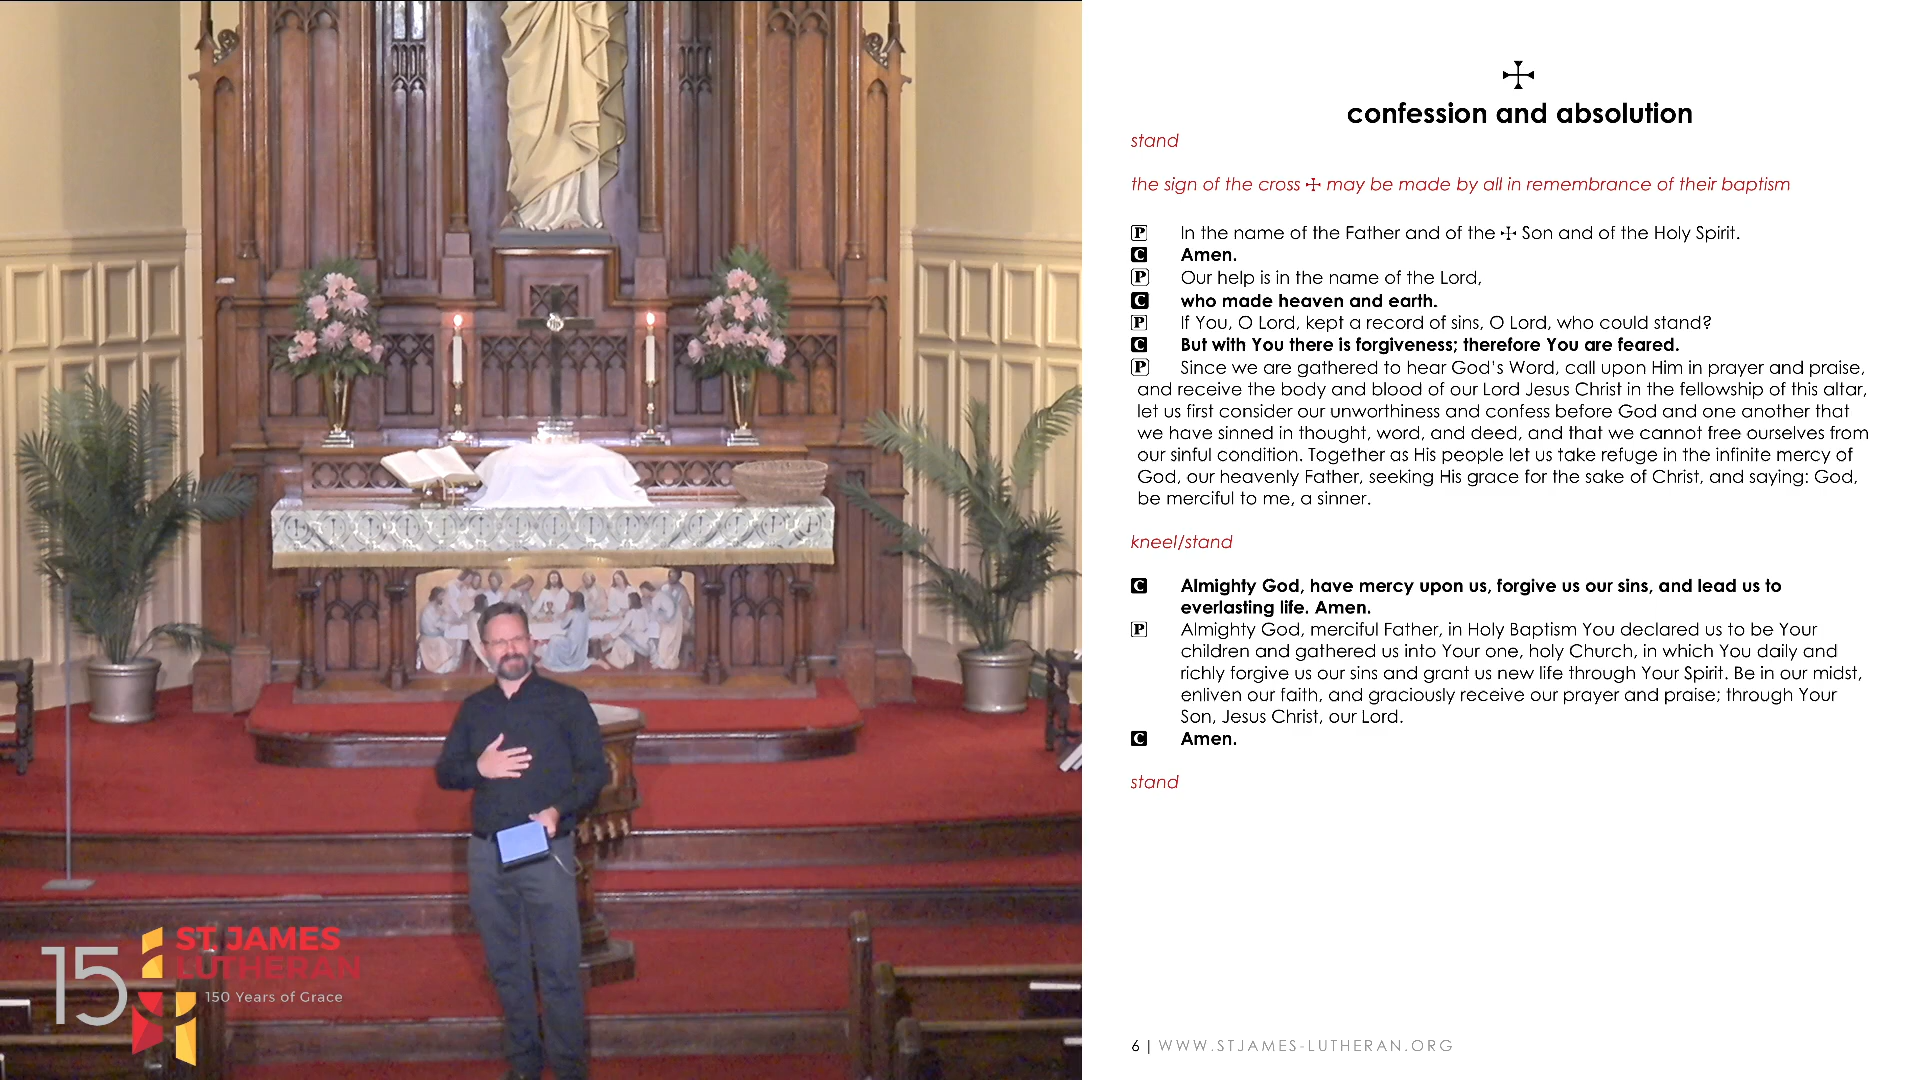 confession and absolution
stand
the sign of the cross ☩ may be made by all in remembrance of their baptism
P In the name of the Father and of the ☩ Son and of the Holy Spirit.
C Amen.
P Our help is in the name of the Lord,
C who made heaven and earth.
P If You, O Lord, kept a record of sins, O Lord, who could stand?
C But with You there is forgiveness; therefore You are feared.
P Since we are gathered to hear God's Word, call upon Him in prayer and praise,
and receive the body and blood of our Lord Jesus Christ in the fellowship of this altar,
let us first consider our unworthiness and confess before God and one another that
we have sinned in thought, word, and deed, and that we cannot free ourselves from
our sinful condition. Together as His people let us take refuge in the infinite mercy of
God, our heavenly Father, seeking His grace for the sake of Christ, and saying: God,
be merciful to me, a sinner.
kneel/stand
C Almighty God, have mercy upon us, forgive us our sins, and lead us to
everlasting life. Amen.
P Almighty God, merciful Father, in Holy Baptism You declared us to be Your
children and gathered us into Your one, holy Church, in which You daily and
richly forgive us our sins and grant us new life through Your Spirit. Be in our midst,
enliven our faith, and graciously receive our prayer and praise; through Your
Son, Jesus Christ, our Lord.
C Amen.
stand
6 | WWW.STJAMES-LUTHERAN.ORG
15
ST. JAMES
LUTHERAN
150 Years of Grace